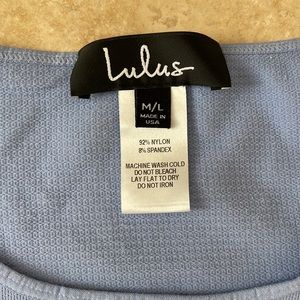 Lulus
M/L
MADE IN
USA
92% NYLON
8% SPANDEX
MACHINE WASH COLD
DO NOT BLEACH
LAY FLAT TO DRY
DO NOT IRON